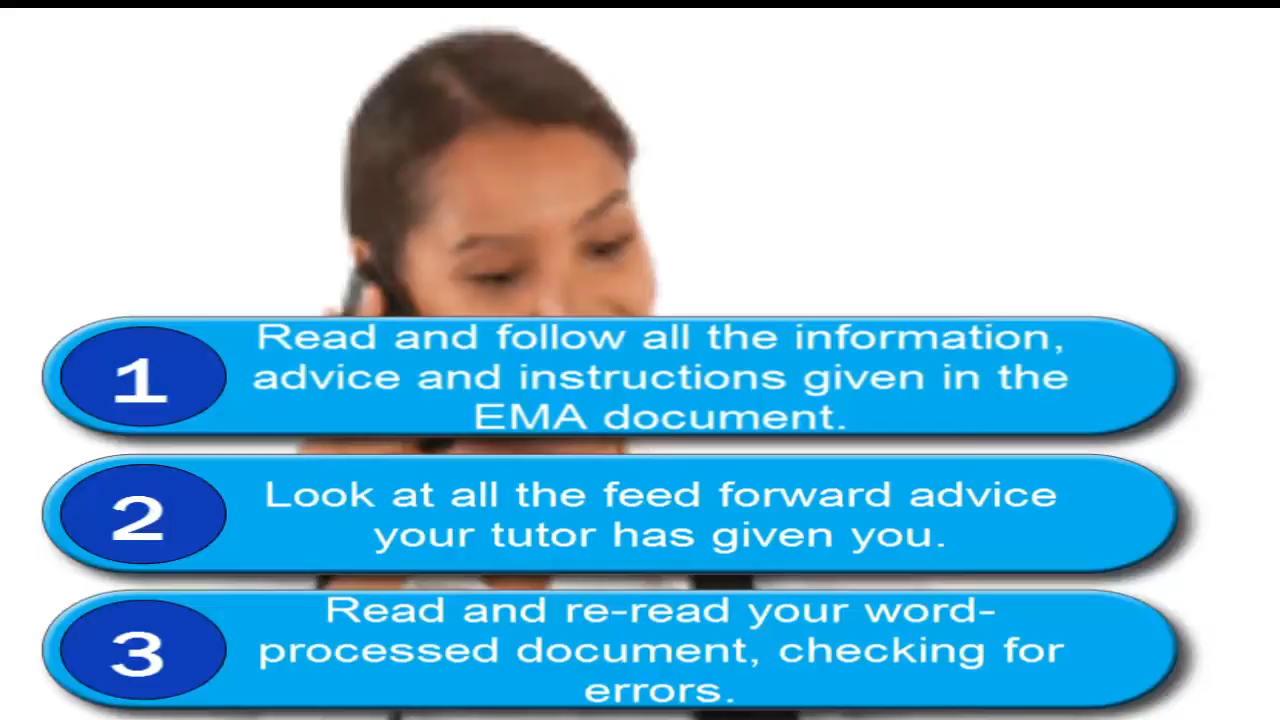 1
Read and follow all the information,
advice and instructions given in the
EMA document.
2
Look at all the feed forward advice
your tutor has given you.
3
Read and re-read your word-
processed document, checking for
errors.